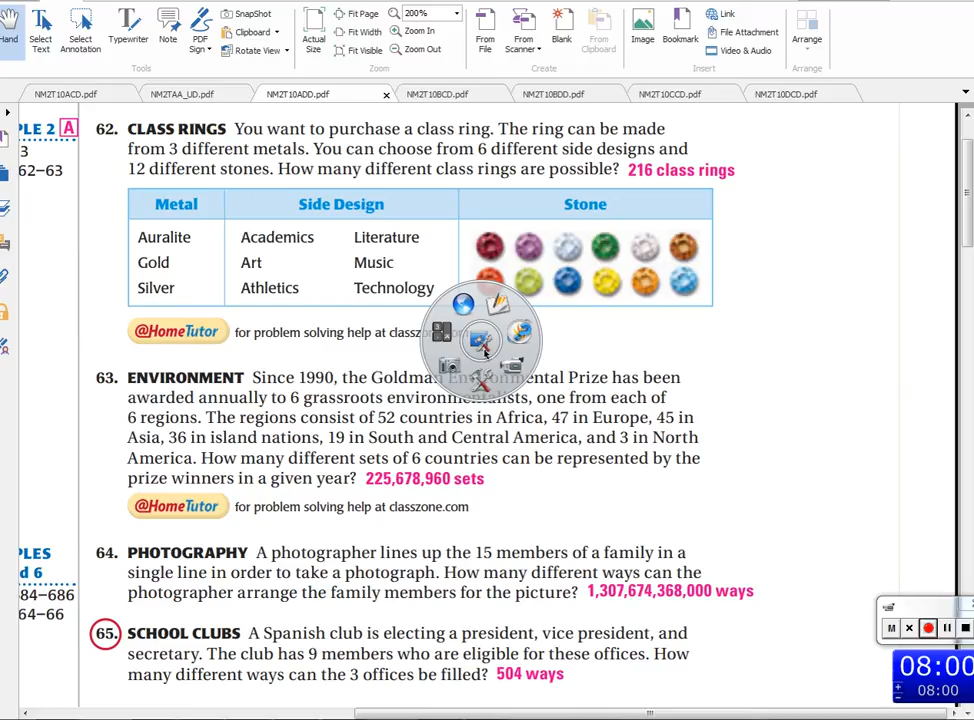 Hand
Select Text
Select Annotation
Typewriter
Note
PDF Sign
SnapShot
Clipboard
Rotate View
Tools
Actual Size
Fit Page
Fit Width
Fit Visible
200%
Zoom In
Zoom Out
Zoom
From File
From Scanner
Blank
From Clipboard
Create
Image
Bookmark
Link
File Attachment
Video & Audio
Insert
Arrange
Arrange
NM2T10ACD.pdf NM2TAA_UD.pdf NM2T10ADD.pdf NM2T10BCD.pdf NM2T10BDD.pdf NM2T10CCD.pdf NM2T10DCD.pdf
PLE 2 A
3
62–63
62. CLASS RINGS You want to purchase a class ring. The ring can be made
from 3 different metals. You can choose from 6 different side designs and
12 different stones. How many different class rings are possible? 216 class rings
Metal Side Design Stone
Auralite Academics Literature
Gold Art Music
Silver Athletics Technology
@HomeTutor for problem solving help at classz om
63. ENVIRONMENT Since 1990, the Goldman Environmental Prize has been
awarded annually to 6 grassroots environmentalists, one from each of
6 regions. The regions consist of 52 countries in Africa, 47 in Europe, 45 in
Asia, 36 in island nations, 19 in South and Central America, and 3 in North
America. How many different sets of 6 countries can be represented by the
prize winners in a given year? 225,678,960 sets
@HomeTutor for problem solving help at classzone.com
PLES
d 6
84–686
64–66
64. PHOTOGRAPHY A photographer lines up the 15 members of a family in a
single line in order to take a photograph. How many different ways can the
photographer arrange the family members for the picture? 1,307,674,368,000 ways
65. SCHOOL CLUBS A Spanish club is electing a president, vice president, and
secretary. The club has 9 members who are eligible for these offices. How
many different ways can the 3 offices be filled? 504 ways
M
08:00
08:00